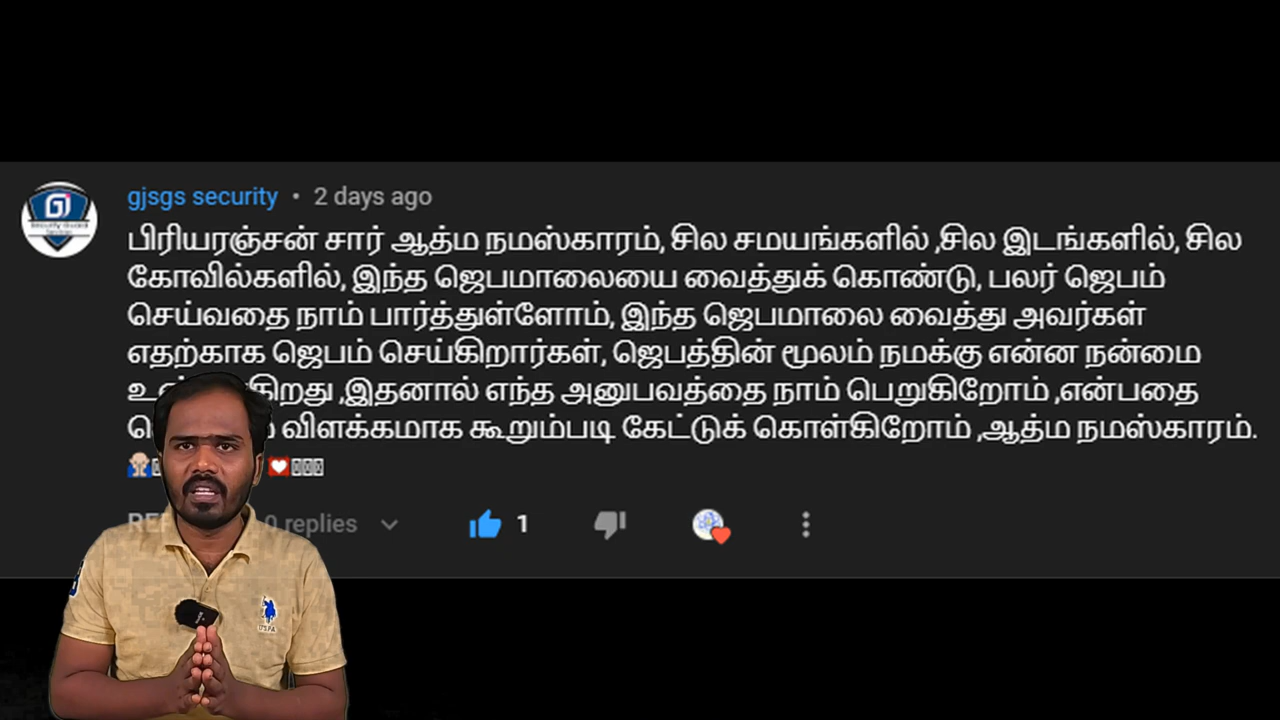 gjsgs security • 2 days ago
பிரியரஞ்சன் சார் ஆத்ம நமஸ்காரம், சில சமயங்களில் ,சில இடங்களில், சில
கோவில்களில், இந்த ஜெபமாலையை வைத்துக் கொண்டு, பலர் ஜெபம்
செய்வதை நாம் பார்த்துள்ளோம், இந்த ஜெபமாலை வைத்து அவர்கள்
எதற்காக ஜெபம் செய்கிறார்கள், ஜெபத்தின் மூலம் நமக்கு என்ன நன்மை
,இதனால் எந்த அனுபவத்தை நாம் பெறுகிறோம் ,என்பதை
விளக்கமாக கூறும்படி கேட்டுக் கொள்கிறோம் ,ஆத்ம நமஸ்காரம்.
0 replies 1